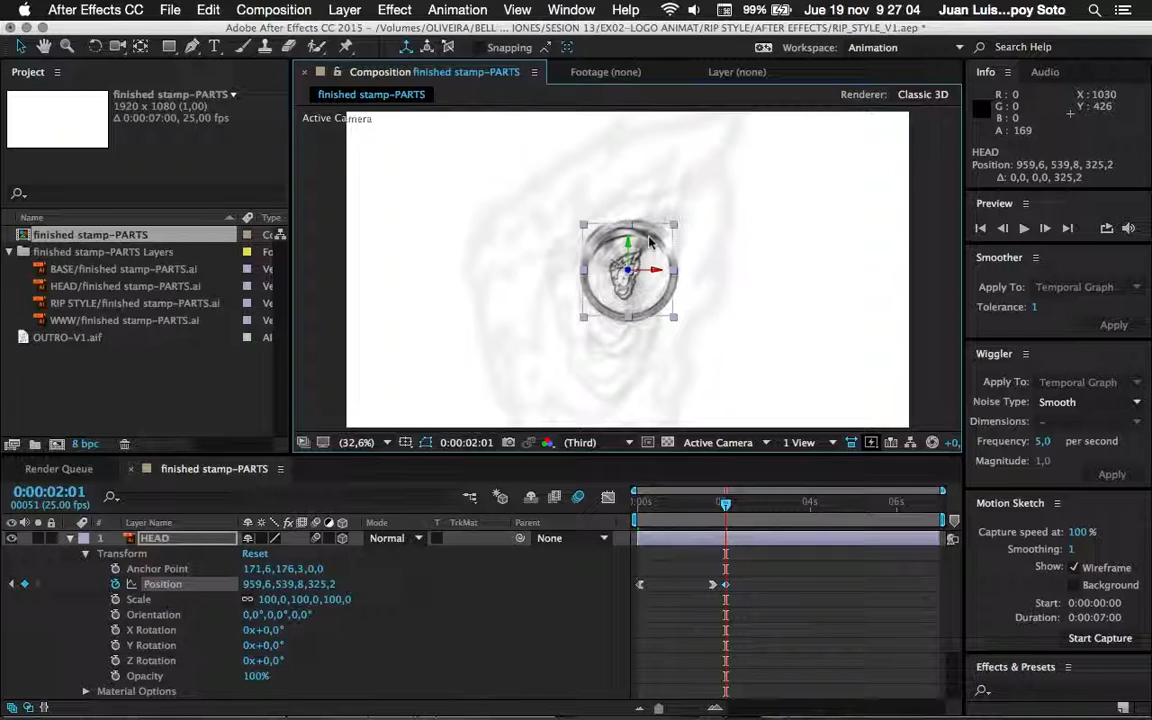 After Effects CC File Edit Composition Layer Effect Animation View Window Help 99% Jue 19 nov 9 27 04 Juan Luis...poy Soto
Adobe After Effects CC 2015 - /Volumes/OLIVEIRA/BELL ... IONES/SESION 13/EX02-LOGO ANIMAT/RIP STYLE/AFTER EFFECTS/RIP_STYLE_V1.aep *
Snapping Workspace: Animation Search Help
Project
finished stamp-PARTS
1920 x 1080 (1,00)
Δ 0:00:07:00, 25,00 fps
Name Type
finished stamp-PARTS Co
finished stamp-PARTS Layers Fo
BASE/finished stamp-PARTS.ai Ve
HEAD/finished stamp-PARTS.ai Ve
RIP STYLE/finished stamp-PARTS.ai Ve
WWW/finished stamp-PARTS.ai Ve
OUTRO-V1.aif AI
8 bpc
Composition finished stamp-PARTS Footage (none) Layer (none)
finished stamp-PARTS Renderer: Classic 3D
Active Camera
(32,6%) 0:00:02:01 (Third) Active Camera 1 View +0,
Info Audio
R : 0
G : 0
B : 0
A : 169
X : 1030
Y : 426
HEAD
Position: 959,6, 539,8, 325,2
Δ: 0,0, 0,0, 325,2
Preview
Smoother
Apply To: Temporal Graph
Tolerance: 1
Apply
Wiggler
Apply To: Temporal Graph
Noise Type: Smooth
Dimensions: -
Frequency: 5,0 per second
Magnitude: 1,0
Apply
Motion Sketch
Capture speed at: 100 %
Smoothing: 1
Show: Wireframe
Background
Start: 0:00:00:00
Duration: 0:00:07:00
Start Capture
Effects & Presets
Render Queue finished stamp-PARTS
0:00:02:01
00051 (25.00 fps)
:00s 04s 06s
# Layer Name Mode T TrkMat Parent
1 HEAD Normal None
Transform Reset
Anchor Point 171,6,176,3,0,0
Position 959,6,539,8,325,2
Scale 100,0,100,0,100,0
Orientation 0,0°,0,0°,0,0°
X Rotation 0x+0,0°
Y Rotation 0x+0,0°
Z Rotation 0x+0,0°
Opacity 100%
Material Options